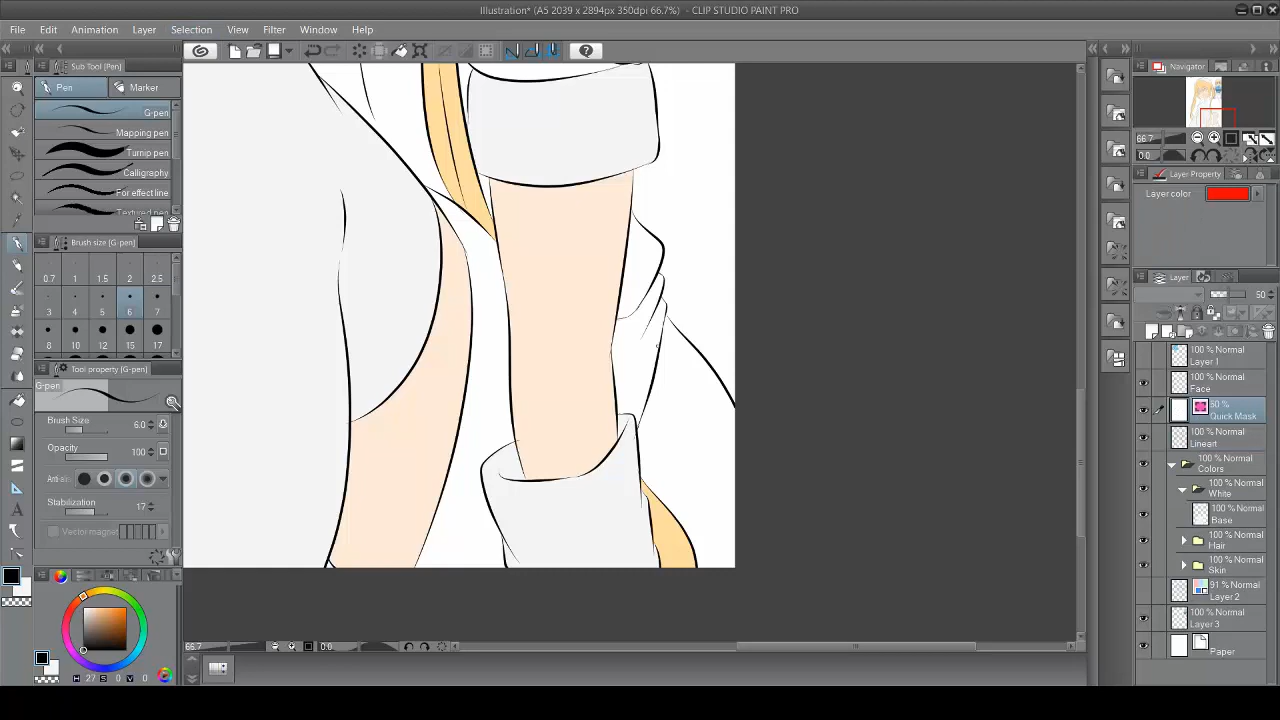 Illustration* (A5 2039 x 2894px 350dpi 66.7%) - CLIP STUDIO PAINT PRO
File Edit Animation Layer Selection View Filter Window Help
Sub Tool [Pen]
Pen Marker
G-pen
Mapping pen
Turnip pen
Calligraphy
For effect line
Textured pen
Brush size [G-pen]
0.7 1 1.5 2 2.5
3 4 5 6 7
8 10 12 15 17
Tool property [G-pen]
G-pen
Brush Size 6.0
Opacity 100
Anti-ali
Stabilization 17
Vector magnet
H 27 S 0 V 0
66.7 0.0
Navigator
66.7
0.0
Layer Property
Layer color
Layer
50
100 % Normal
Layer 1
100 % Normal
Face
50 %
Quick Mask
100 % Normal
Lineart
100 % Normal
Colors
100 % Normal
White
100 % Normal
Base
100 % Normal
Hair
100 % Normal
Skin
91 % Normal
Layer 2
100 % Normal
Layer 3
Paper